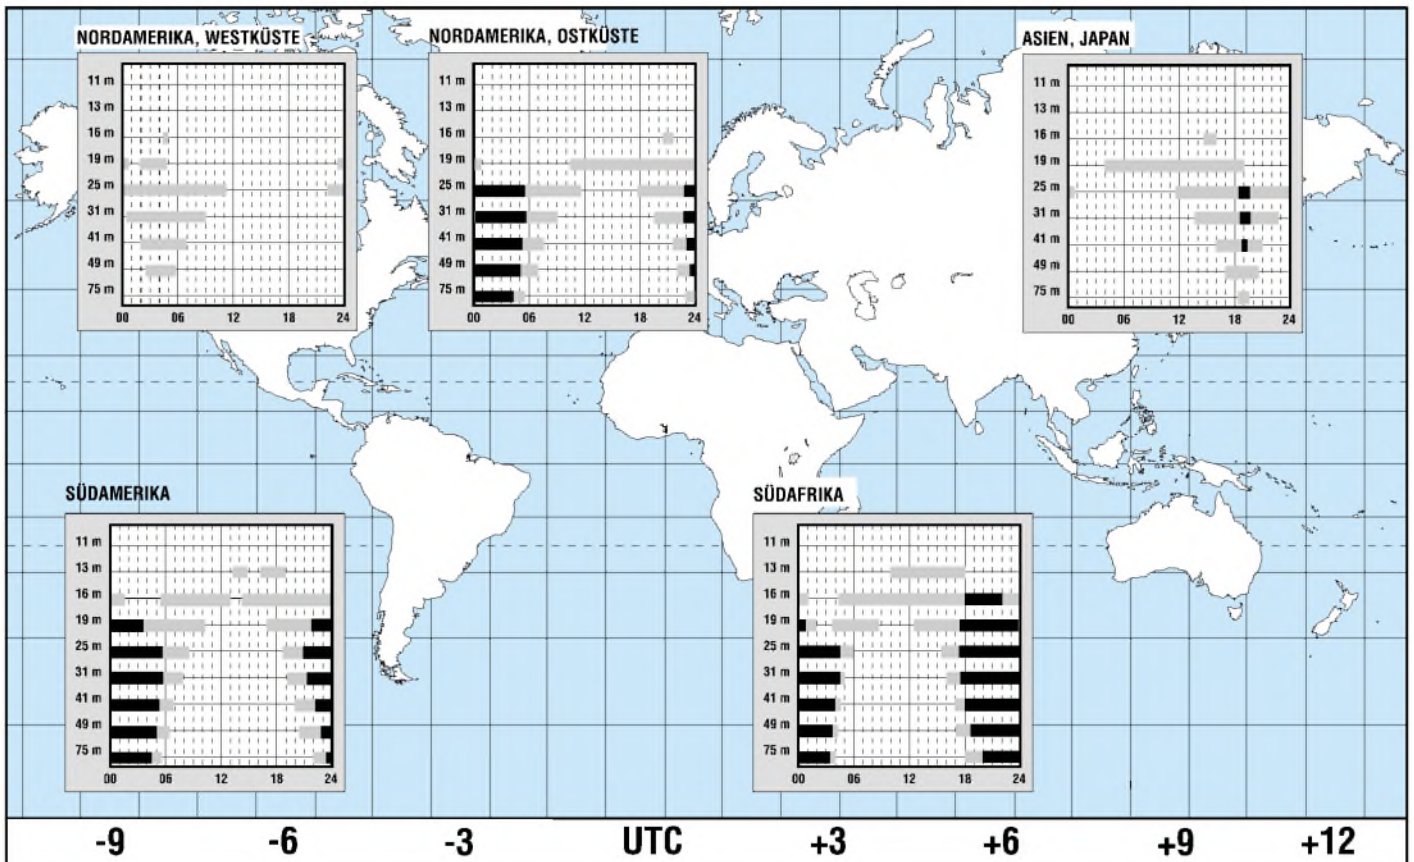 NORDAMERIKA, WESTKÜSTE
11 m
13 m
16 m
19 m
25 m
31 m
41 m
49 m
75 m
00 06 12 18 24
NORDAMERIKA, OSTKÜSTE
11 m
13 m
16 m
19 m
25 m
31 m
41 m
49 m
75 m
00 06 12 18 24
ASIEN, JAPAN
11 m
13 m
16 m
19 m
25 m
31 m
41 m
49 m
75 m
00 06 12 18 24
SÜDAMERIKA
11 m
13 m
16 m
19 m
25 m
31 m
41 m
49 m
75 m
00 06 12 18 24
SÜDAFRIKA
11 m
13 m
16 m
19 m
25 m
31 m
41 m
49 m
75 m
00 06 12 18 24
-9 -6 -3 UTC +3 +6 +9 +12